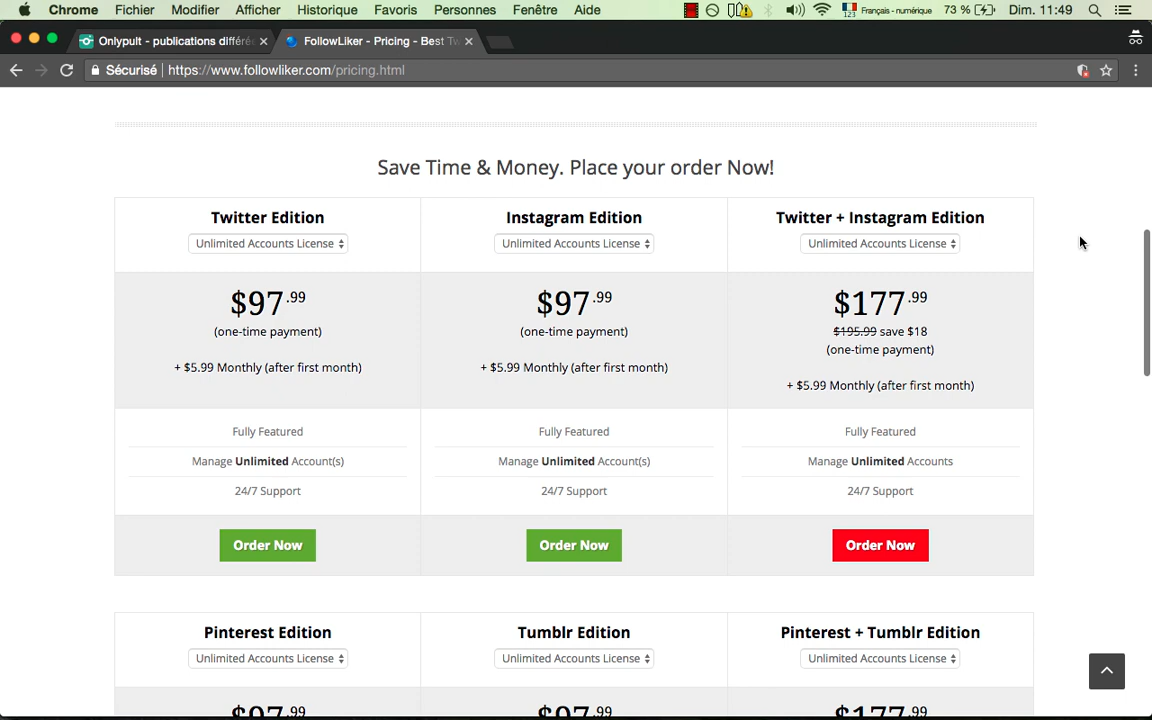 Chrome Fichier Modifier Afficher Historique Favoris Personnes Fenêtre Aide 123 Français - numérique 73 % Dim. 11:49
Onlypult - publications différé FollowLiker - Pricing - Best Tw
Sécurisé https://www.followliker.com/pricing.html
Save Time & Money. Place your order Now!
Twitter Edition Instagram Edition Twitter + Instagram Edition
Unlimited Accounts License Unlimited Accounts License Unlimited Accounts License
$97.99 $97.99 $177.99
(one-time payment) (one-time payment) $195.99 save $18
(one-time payment)
+ $5.99 Monthly (after first month) + $5.99 Monthly (after first month)
+ $5.99 Monthly (after first month)
Fully Featured Fully Featured Fully Featured
Manage Unlimited Account(s) Manage Unlimited Account(s) Manage Unlimited Accounts
24/7 Support 24/7 Support 24/7 Support
Order Now Order Now Order Now
Pinterest Edition Tumblr Edition Pinterest + Tumblr Edition
Unlimited Accounts License Unlimited Accounts License Unlimited Accounts License
$97.99 $97.99 $177.99